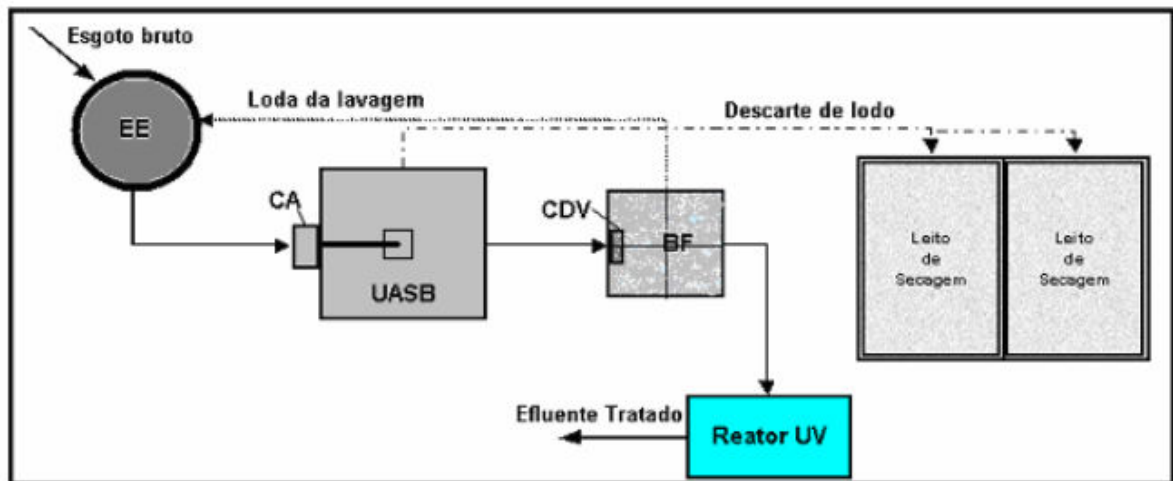 Esgoto bruto
EE
Loda da lavagem
Descarte de lodo
CA
CDV
BF
UASB
Leito
de
Secagem
Leito
de
Secagem
Efluente Tratado
Reator UV